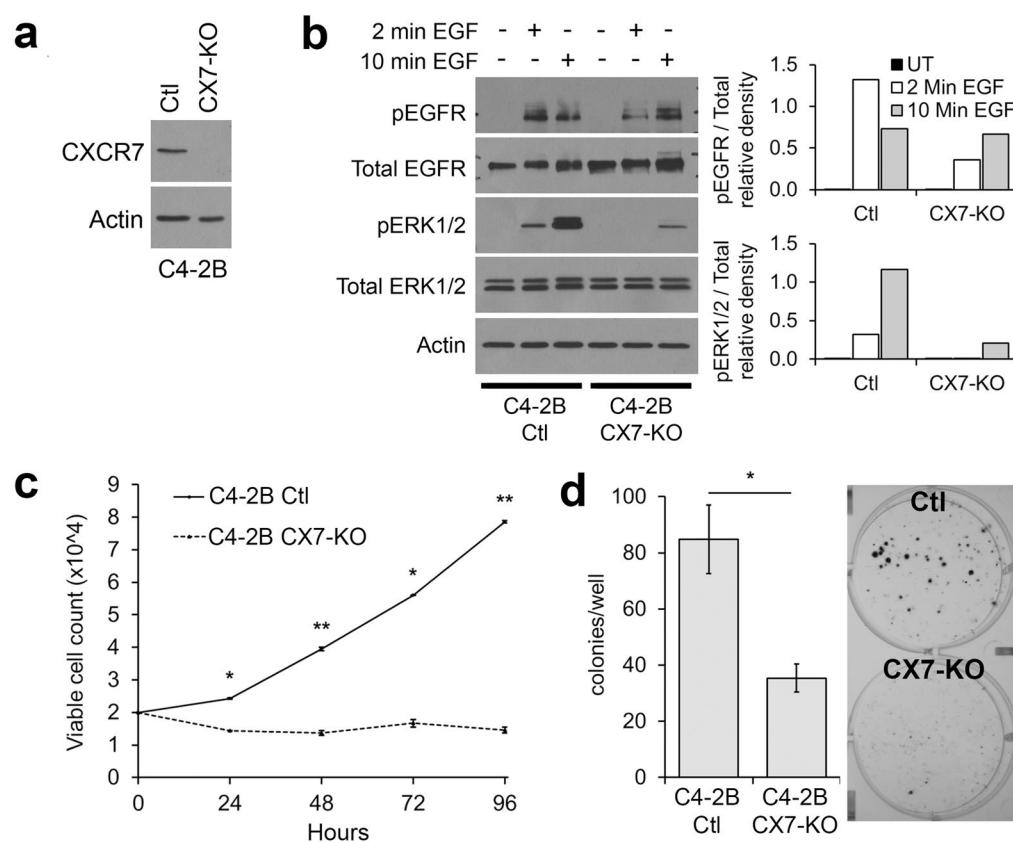 a
Ctl
CX7-KO
CXCR7
Actin
C4-2B
b
2 min EGF - + - - + -
10 min EGF - - + - - +
pEGFR
Total EGFR
pERK1/2
Total ERK1/2
Actin
C4-2B
Ctl
C4-2B
CX7-KO
pEGFR / Total
relative density
1.5
1.0
0.5
0.0
UT
2 Min EGF
10 Min EGF
Ctl
CX7-KO
pERK1/2 / Total
relative density
1.5
1.0
0.5
0.0
Ctl
CX7-KO
c
Viable cell count (x10^4)
9
8
7
6
5
4
3
2
1
0
C4-2B Ctl
C4-2B CX7-KO
*
**
*
**
0 24 48 72 96
Hours
d
colonies/well
100
80
60
40
20
0
*
C4-2B
Ctl
C4-2B
CX7-KO
Ctl
CX7-KO